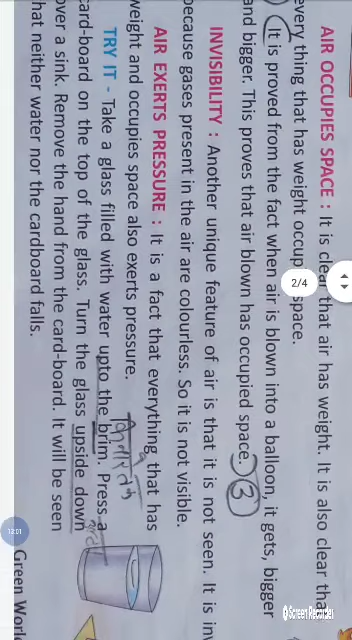 AIR OCCUPIES SPACE : It is clear that air has weight. It is also clear tha
every thing that has weight occup space.
It is proved from the fact when air is blown into a balloon, it gets, bigger
and bigger. This proves that air blown has occupied space. 3
INVISIBILITY : Another unique feature of air is that it is not seen. It is inv
because gases present in the air are colourless. So it is not visible.
AIR EXERTS PRESSURE : It is a fact that everything that has
weight and occupies space also exerts pressure.
TRY IT - Take a glass filled with water upto the brim. Press a
card-board on the top of the glass. Turn the glass upside down
over a sink. Remove the hand from the card-board. It will be seen
hat neither water nor the cardboard falls.
Green Worl
2/4
12:01
Screen Recorder